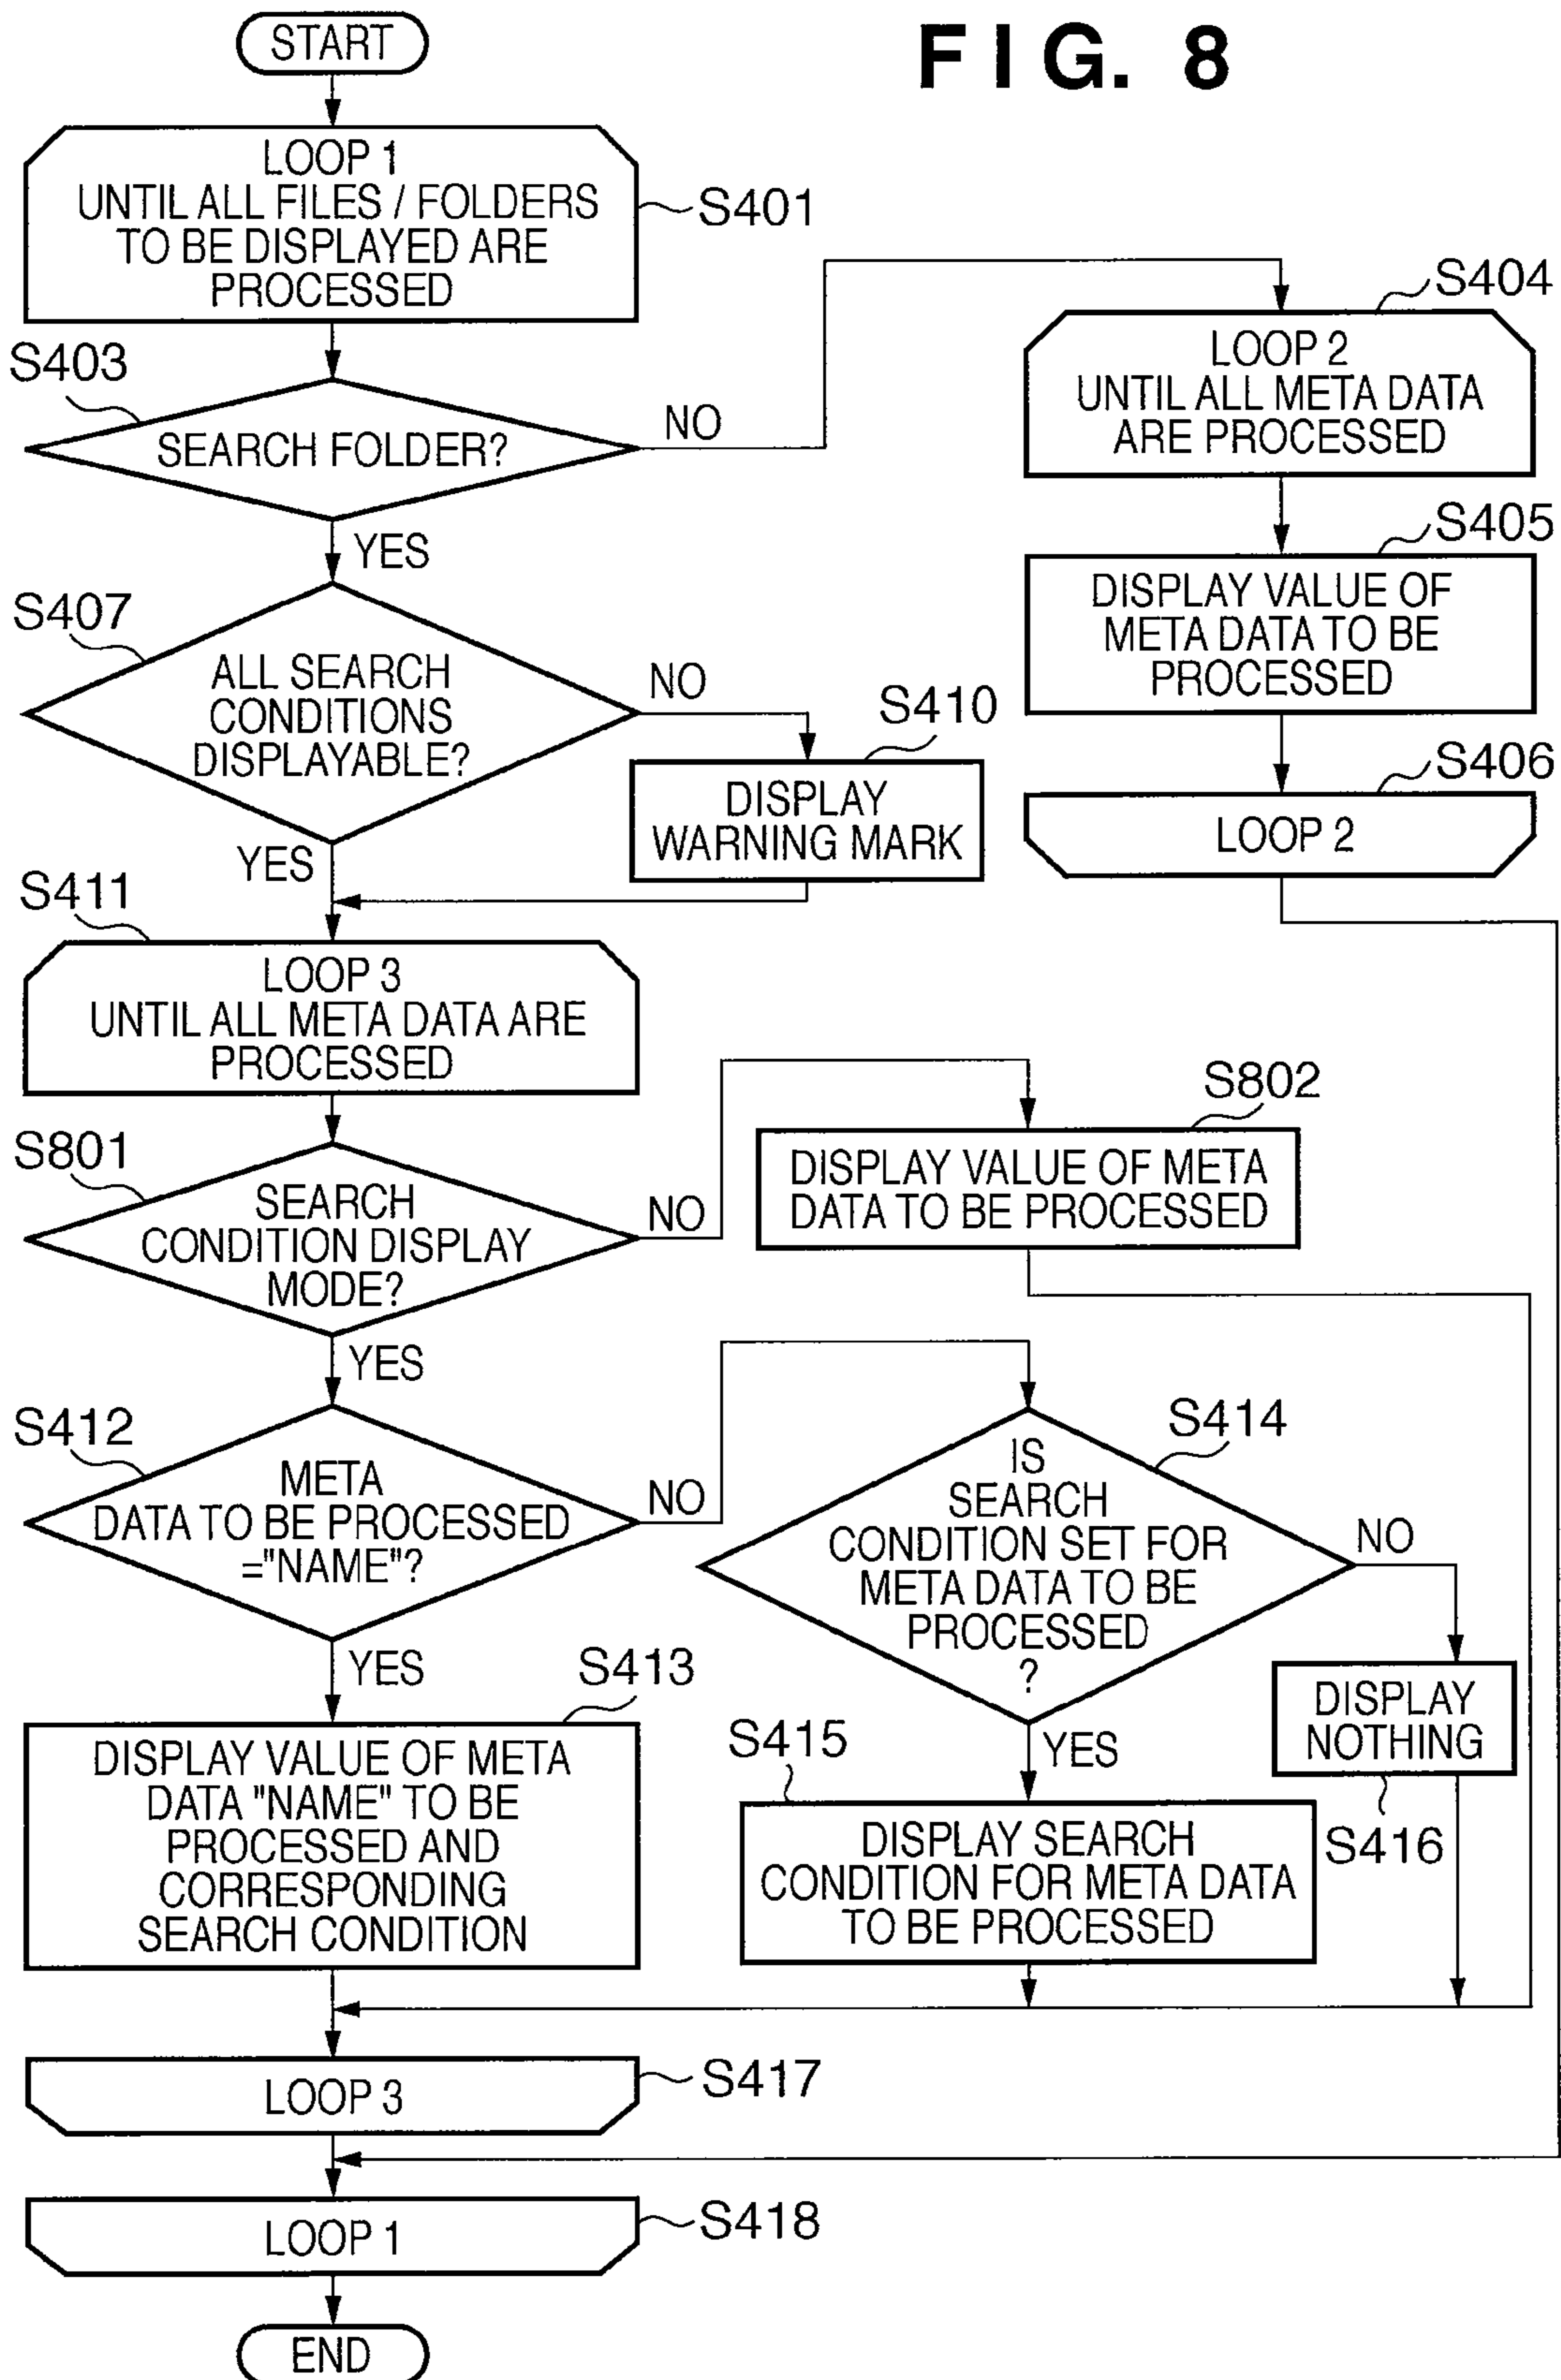 FIG. 8
START
LOOP 1
UNTIL ALL FILES / FOLDERS
TO BE DISPLAYED ARE
PROCESSED
S401
S403
SEARCH FOLDER?
NO
YES
S404
LOOP 2
UNTIL ALL META DATA
ARE PROCESSED
S405
DISPLAY VALUE OF
META DATA TO BE
PROCESSED
S406
LOOP 2
S407
ALL SEARCH
CONDITIONS
DISPLAYABLE?
NO
YES
S410
DISPLAY
WARNING MARK
S411
LOOP 3
UNTIL ALL META DATA ARE
PROCESSED
S801
SEARCH
CONDITION DISPLAY
MODE?
NO
YES
S802
DISPLAY VALUE OF META
DATA TO BE PROCESSED
S412
META
DATA TO BE PROCESSED
="NAME"?
NO
YES
S414
IS
SEARCH
CONDITION SET FOR
META DATA TO BE
PROCESSED
?
NO
YES
S413
DISPLAY VALUE OF META
DATA "NAME" TO BE
PROCESSED AND
CORRESPONDING
SEARCH CONDITION
S415
DISPLAY SEARCH
CONDITION FOR META DATA
TO BE PROCESSED
DISPLAY
NOTHING
S416
LOOP 3
S417
LOOP 1
S418
END